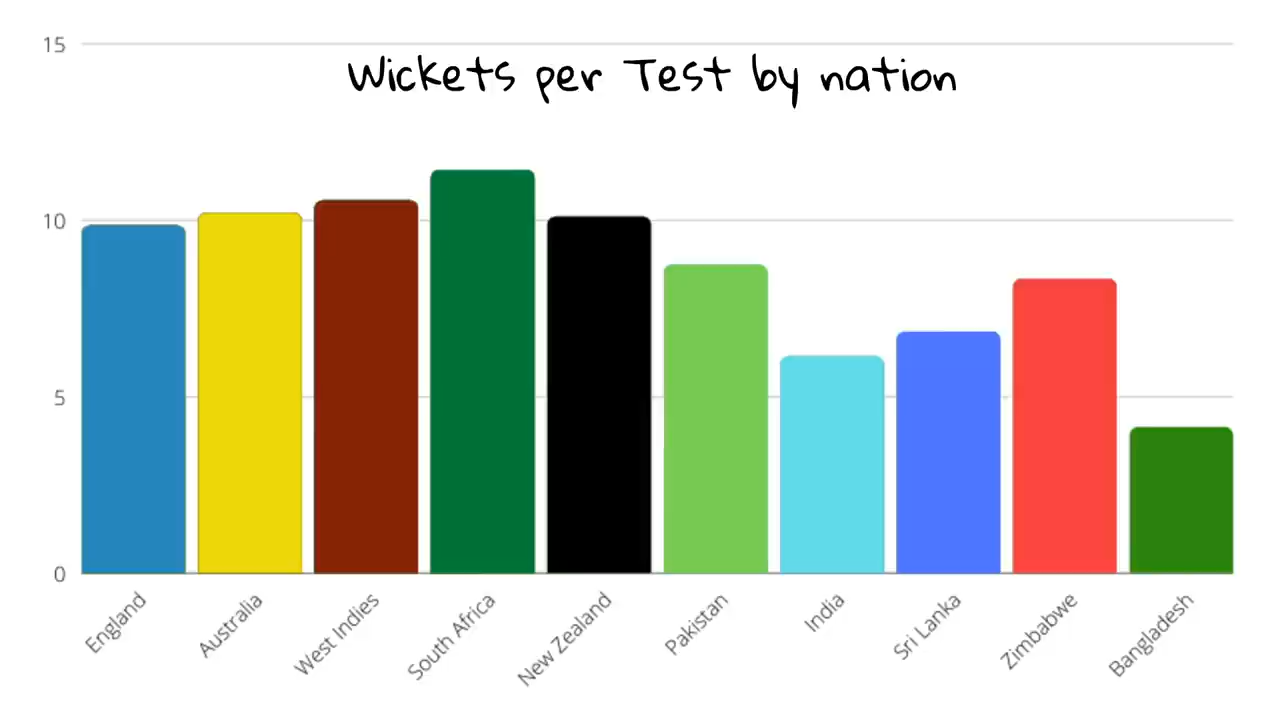 Wickets per Test by nation
15
10
5
0
England
Australia
West Indies
South Africa
New Zealand
Pakistan
India
Sri Lanka
Zimbabwe
Bangladesh